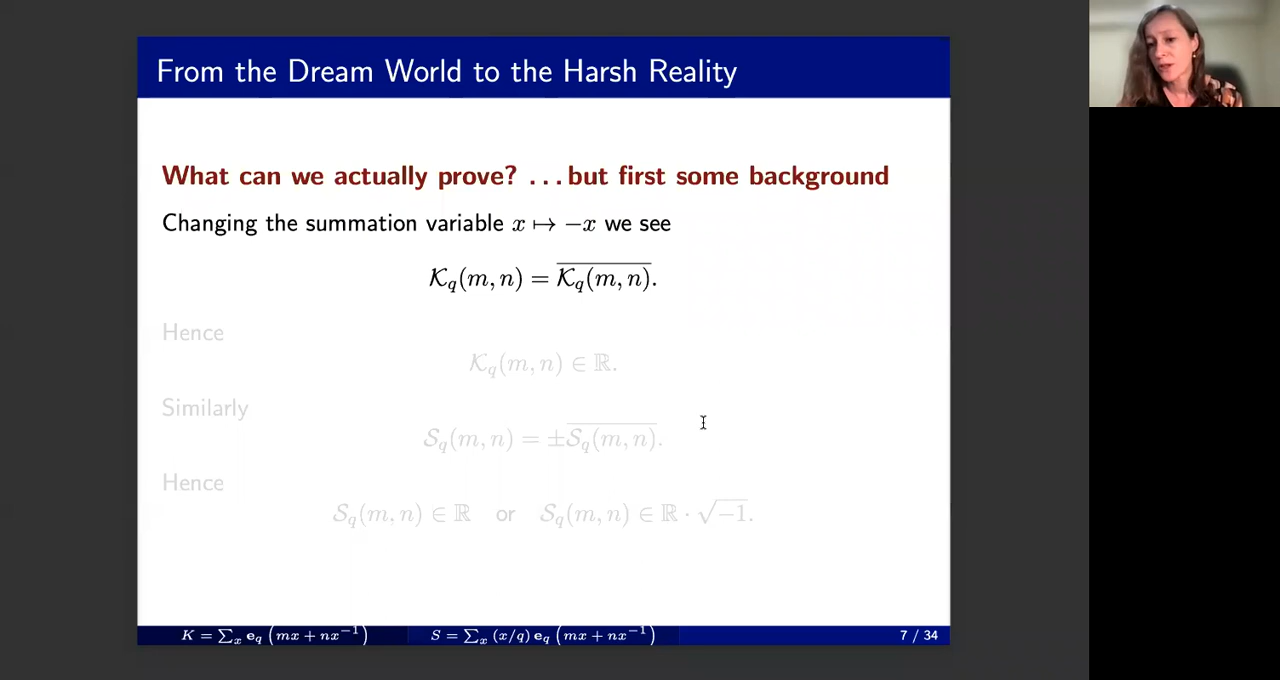 From the Dream World to the Harsh Reality
What can we actually prove? ...but first some background
Changing the summation variable x ↦ −x we see
𝒦_q(m, n) = \overline{𝒦_q(m, n)}.
Hence
𝒦_q(m, n) ∈ ℝ.
Similarly
𝒮_q(m, n) = ±\overline{𝒮_q(m, n)}.
Hence
𝒮_q(m, n) ∈ ℝ or 𝒮_q(m, n) ∈ ℝ · √−1.
K = ∑_x e_q (mx + nx^{−1}) S = ∑_x (x/q) e_q (mx + nx^{−1}) 7 / 34